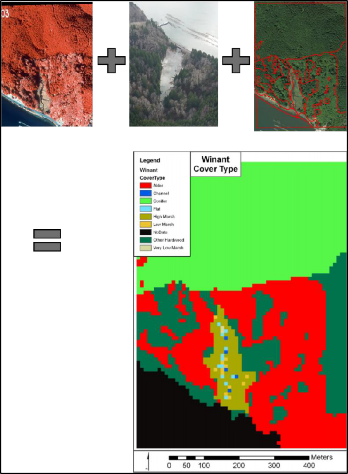 03
Legend
Winant
CoverType
Alder
Channel
Conifer
Flat
High Marsh
Low Marsh
NoData
Other Hardwood
Very Low Marsh
Winant
Cover Type
Meters
0 50 100 200 300 400